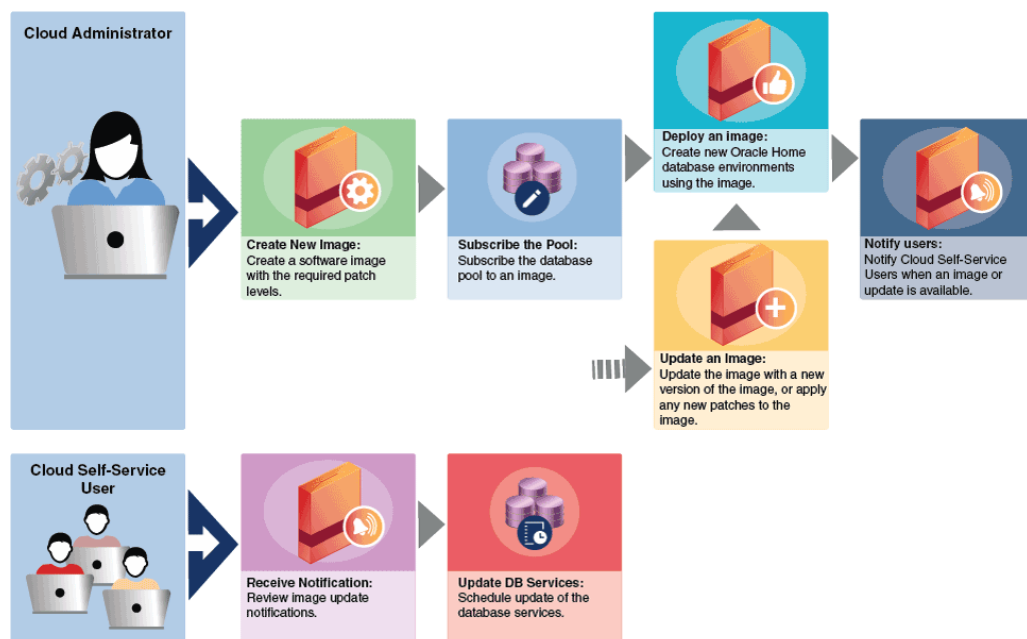 Cloud Administrator
Create New Image:
Create a software image
with the required patch
levels.
Subscribe the Pool:
Subscribe the database
pool to an image.
Deploy an image:
Create new Oracle Home
database environments
using the image.
Update an Image:
Update the image with a new
version of the image, or apply
any new patches to the
image.
Notify users:
Notify Cloud Self-Service
Users when an image or
update is available.
Cloud Self-Service
User
Receive Notification:
Review image update
notifications.
Update DB Services:
Schedule update of the
database services.